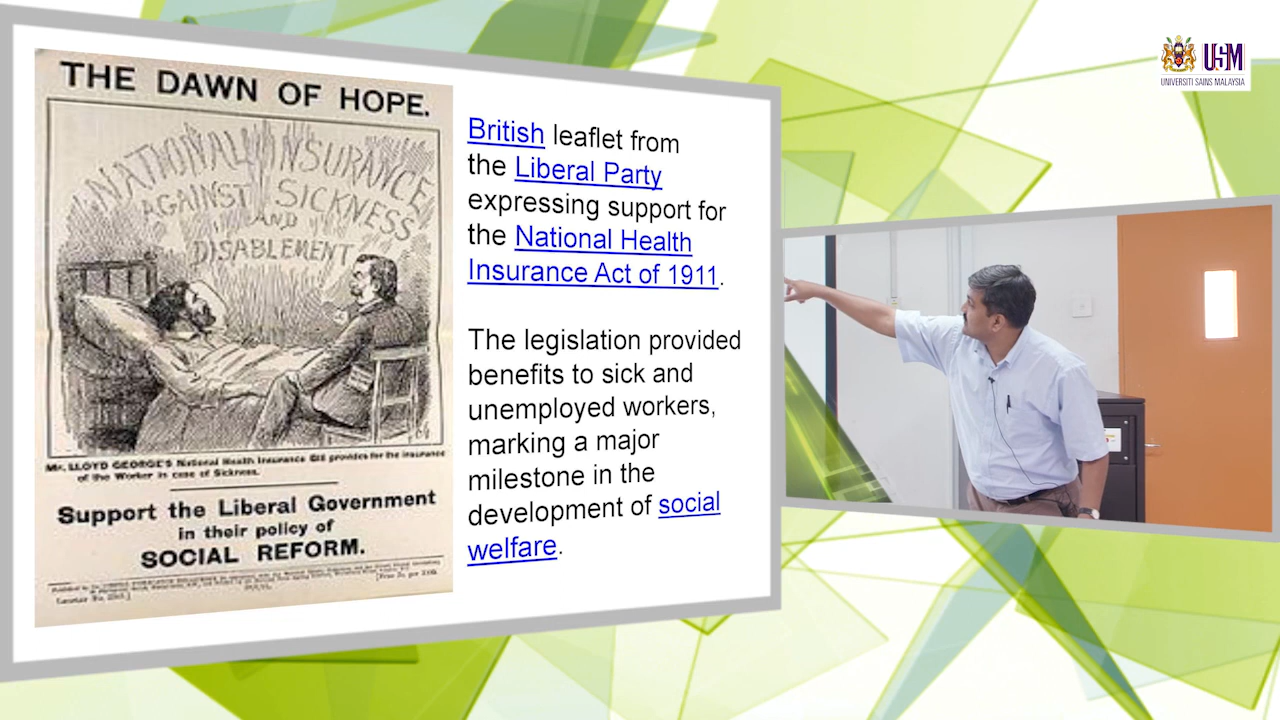 THE DAWN OF HOPE.
NATIONAL INSURANCE
AGAINST SICKNESS
AND
DISABLEMENT
Mr. LLOYD GEORGE'S National Health Insurance Bill provides for the insurance
of the Worker in case of Sickness.
Support the Liberal Government
in their policy of
SOCIAL REFORM.
British leaflet from
the Liberal Party
expressing support for
the National Health
Insurance Act of 1911.
The legislation provided
benefits to sick and
unemployed workers,
marking a major
milestone in the
development of social
welfare.
USM
UNIVERSITI SAINS MALAYSIA